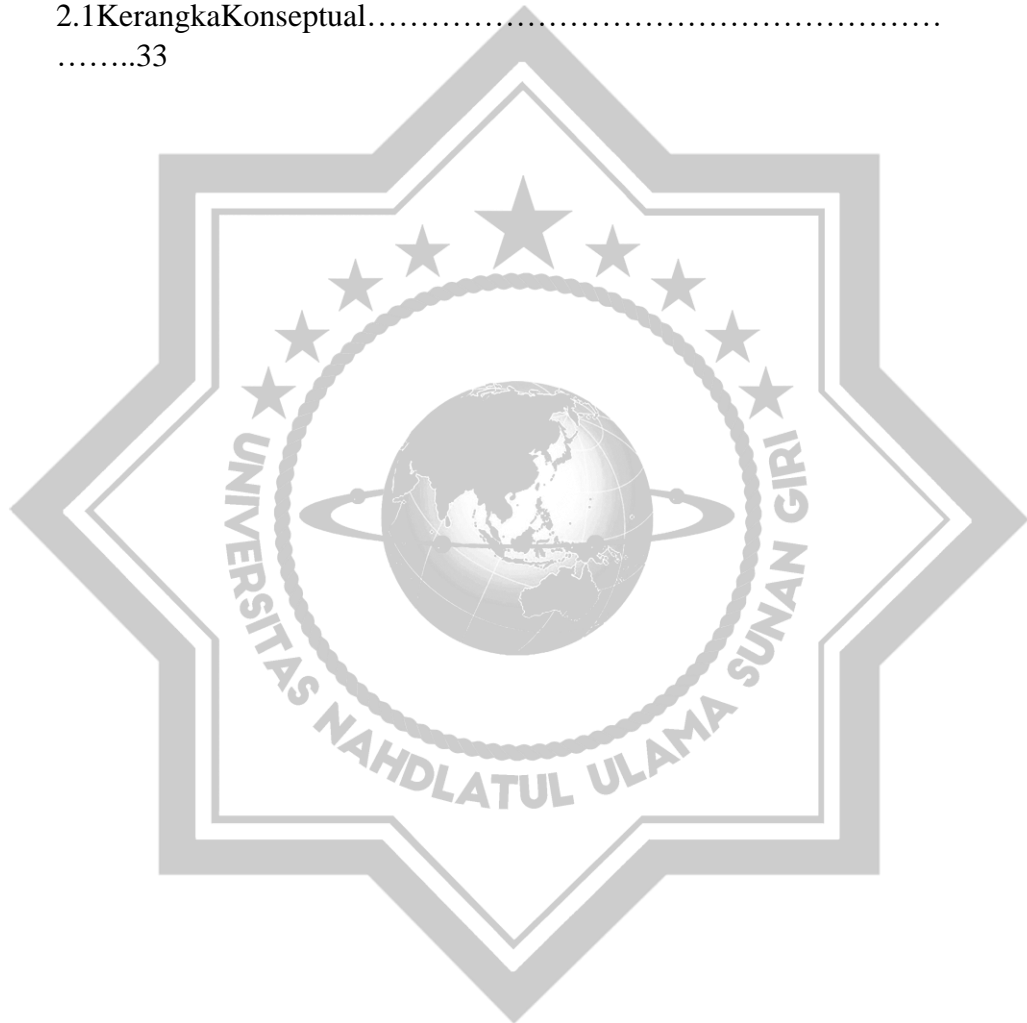 2.1KerangkaKonseptual………………………………………………
……..33
UNIVERSITAS NAHDLATUL ULAMA SUNAN GIRI